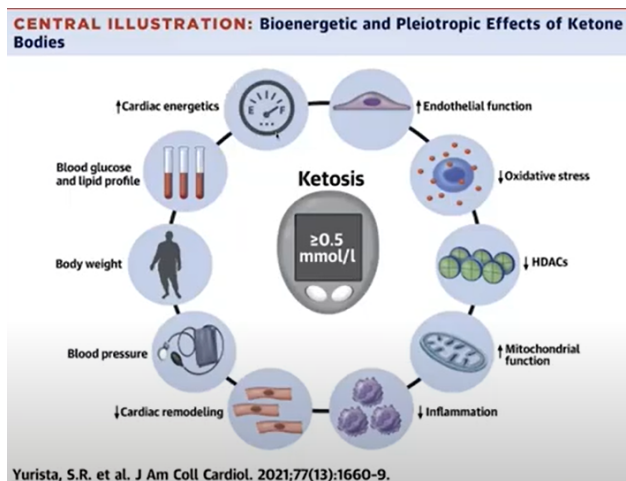 CENTRAL ILLUSTRATION: Bioenergetic and Pleiotropic Effects of Ketone
Bodies
↑Cardiac energetics
↑Endothelial function
E F
Blood glucose
and lipid profile
↓Oxidative stress
Ketosis
≥0.5
mmol/l
Body weight
↓ HDACs
Blood pressure
↑Mitochondrial
function
↓Cardiac remodeling
↓ Inflammation
Yurista, S.R. et al. J Am Coll Cardiol. 2021;77(13):1660-9.